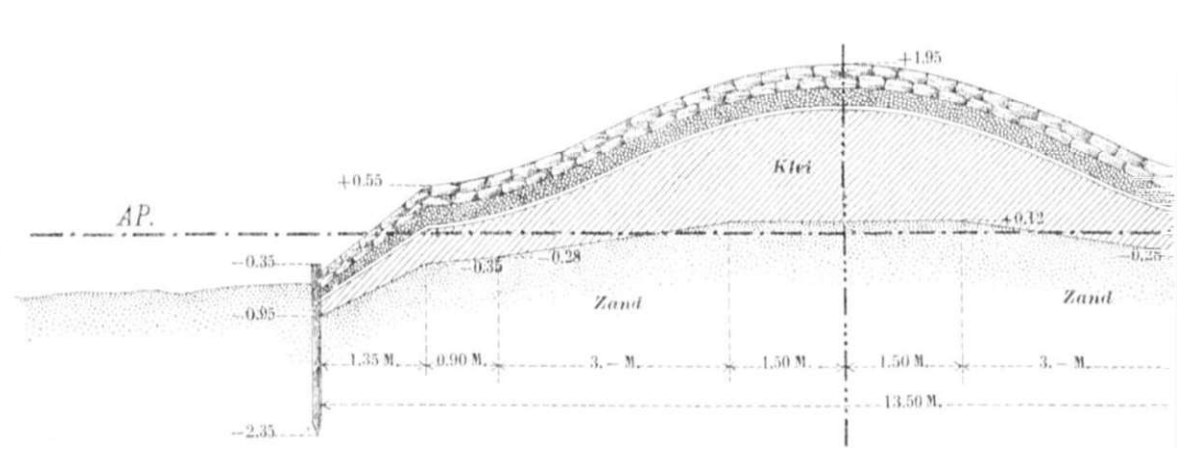 +1.95
Klei
+0.55
AP.
+0.12
-0.35
-0.35
-0.28
-0.25
Zand
Zand
-0.95
1.35 M.
0.90 M.
3.- M.
1.50 M.
1.50 M.
3.- M.
13.50 M.
-2.35